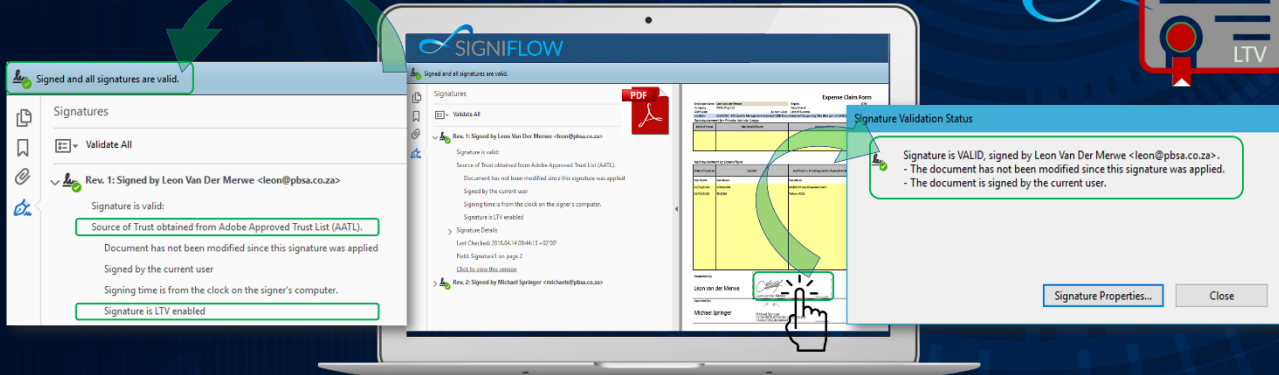 Signed and all signatures are valid.
Signatures
Validate All
Rev. 1: Signed by Leon Van Der Merwe <leon@pbsa.co.za>
Signature is valid:
Source of Trust obtained from Adobe Approved Trust List (AATL).
Document has not been modified since this signature was applied
Signed by the current user
Signing time is from the clock on the signer's computer.
Signature is LTV enabled
SIGNIFLOW
Signed and all signatures are valid.
Signatures
Validate All
Rev. 1: Signed by Leon Van Der Merwe <leon@pbsa.co.za>
Signature is valid:
Source of Trust obtained from Adobe Approved Trust List (AATL).
Document has not been modified since this signature was applied
Signed by the current user
Signing time is from the clock on the signer's computer.
Signature is LTV enabled
Signature Details
Last Checked: 2018.04.14 08:44:13 +02'00'
Field: Signature1 on page 2
Click to view this version
Rev. 2: Signed by Michael Springer <michaels@pbsa.co.za>
PDF
Expense Claim Form
Leon van der Merwe
Michael Springer
LTV
Signature Validation Status
Signature is VALID, signed by Leon Van Der Merwe <leon@pbsa.co.za>.
- The document has not been modified since this signature was applied.
- The document is signed by the current user.
Signature Properties...
Close